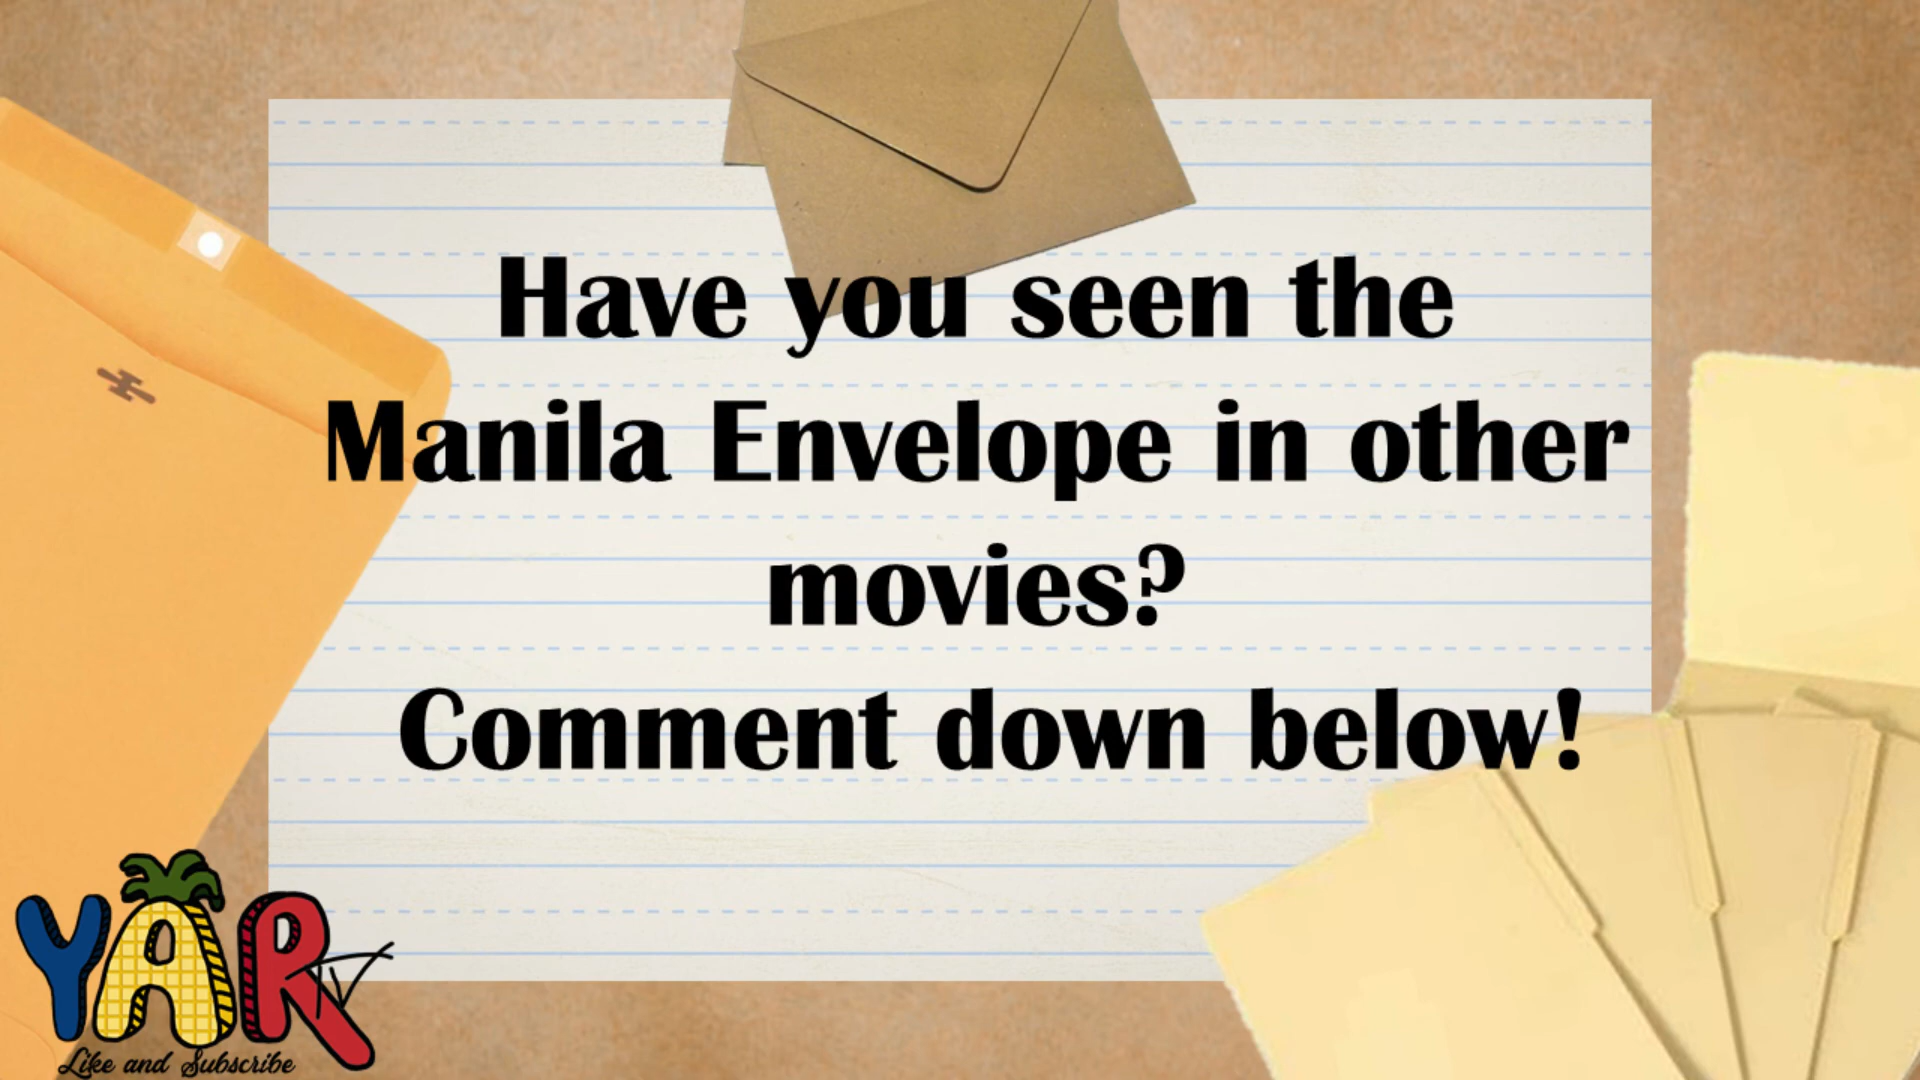 Have you seen the
Manila Envelope in other
movies?
Comment down below!
YAR
TV
Like and Subscribe